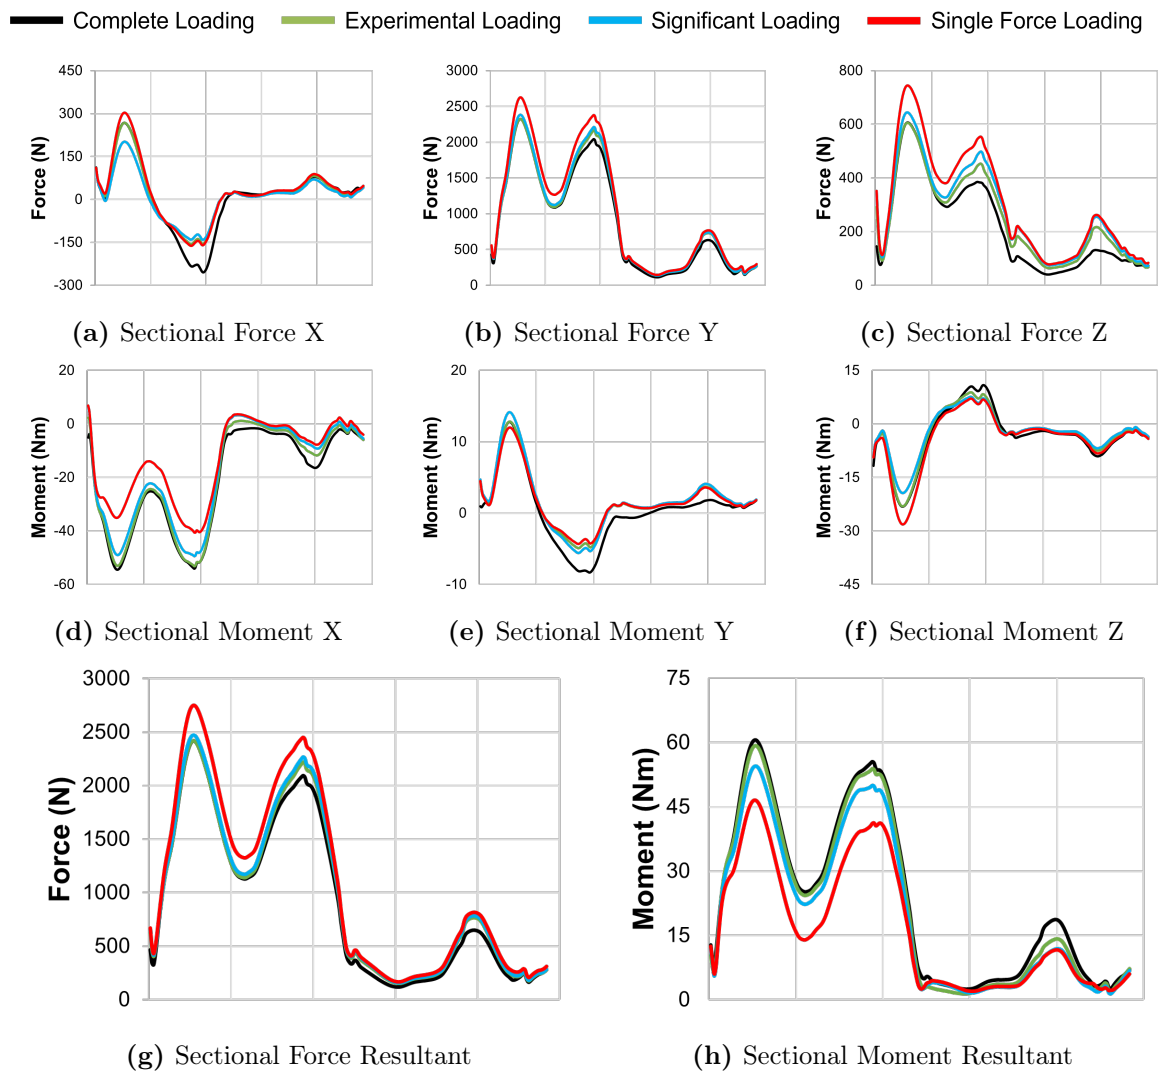 Complete Loading Experimental Loading Significant Loading Single Force Loading
Force (N)
450
300
150
0
-150
-300
Force (N)
3000
2500
2000
1500
1000
500
0
Force (N)
800
600
400
200
0
(a) Sectional Force X
(b) Sectional Force Y
(c) Sectional Force Z
Moment (Nm)
20
0
-20
-40
-60
Moment (Nm)
20
10
0
-10
Moment (Nm)
15
0
-15
-30
-45
(d) Sectional Moment X
(e) Sectional Moment Y
(f) Sectional Moment Z
Force (N)
3000
2500
2000
1500
1000
500
0
Moment (Nm)
75
60
45
30
15
0
(g) Sectional Force Resultant
(h) Sectional Moment Resultant